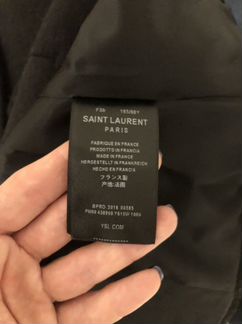 SAINT LAURENT
PARIS
FABRIQUE EN FRANCE
PRODOTTO IN FRANCIA
MADE IN FRANCE
HERGESTELLT IN FRANKREICH
HECHO EN FRANCIA
フランス製
产地:法国
YSL.COM